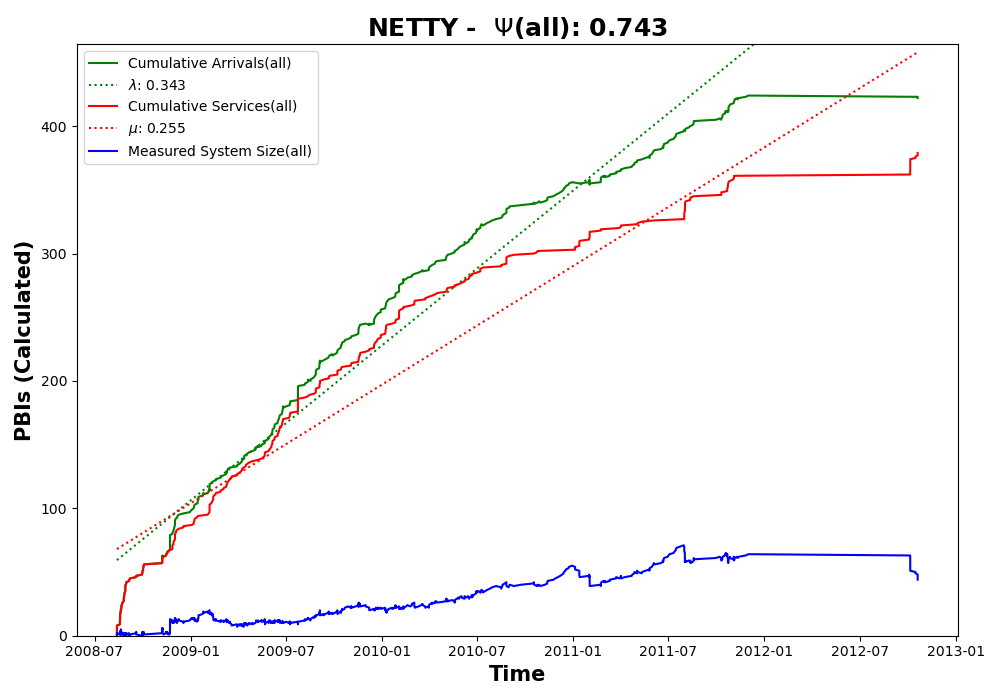 NETTY - Ψ(all): 0.743
Cumulative Arrivals(all)
λ: 0.343
Cumulative Services(all)
μ: 0.255
Measured System Size(all)
PBIs (Calculated)
400
300
200
100
0
2008-07 2009-01 2009-07 2010-01 2010-07 2011-01 2011-07 2012-01 2012-07 2013-01
Time